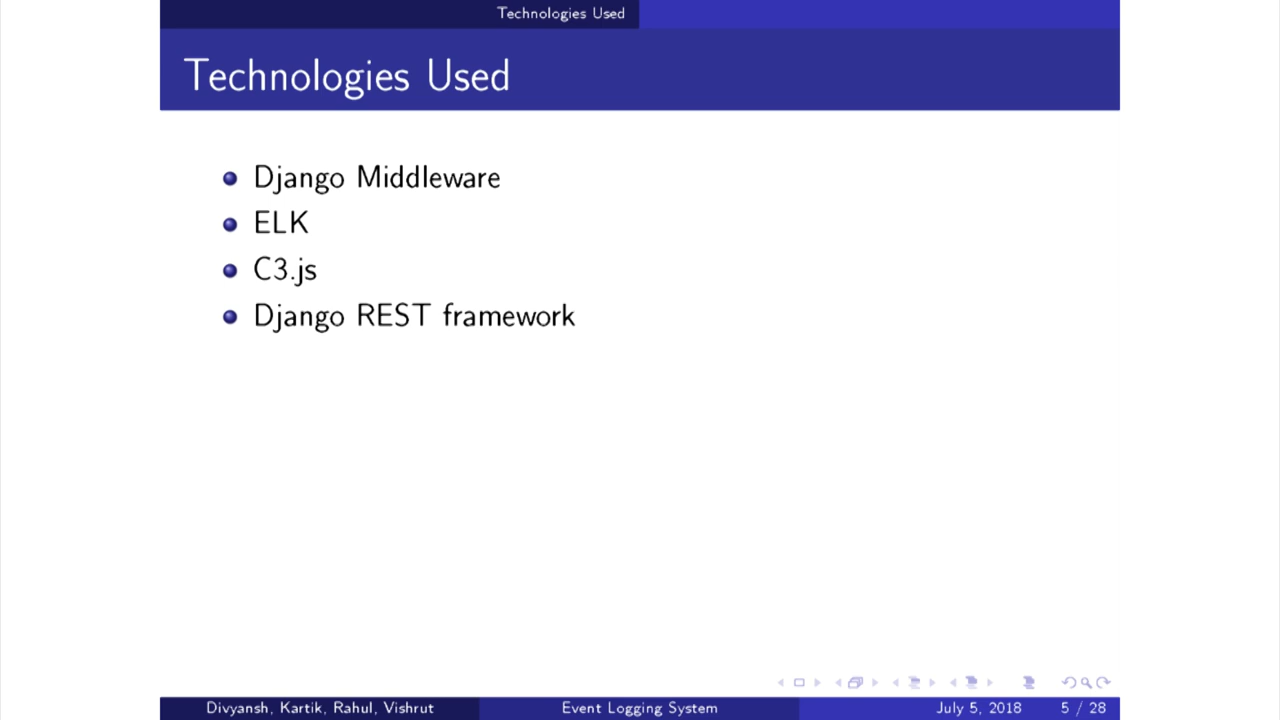 Technologies Used
Technologies Used
Django Middleware
ELK
C3.js
Django REST framework
Divyansh, Kartik, Rahul, Vishrut Event Logging System July 5, 2018 5 / 28